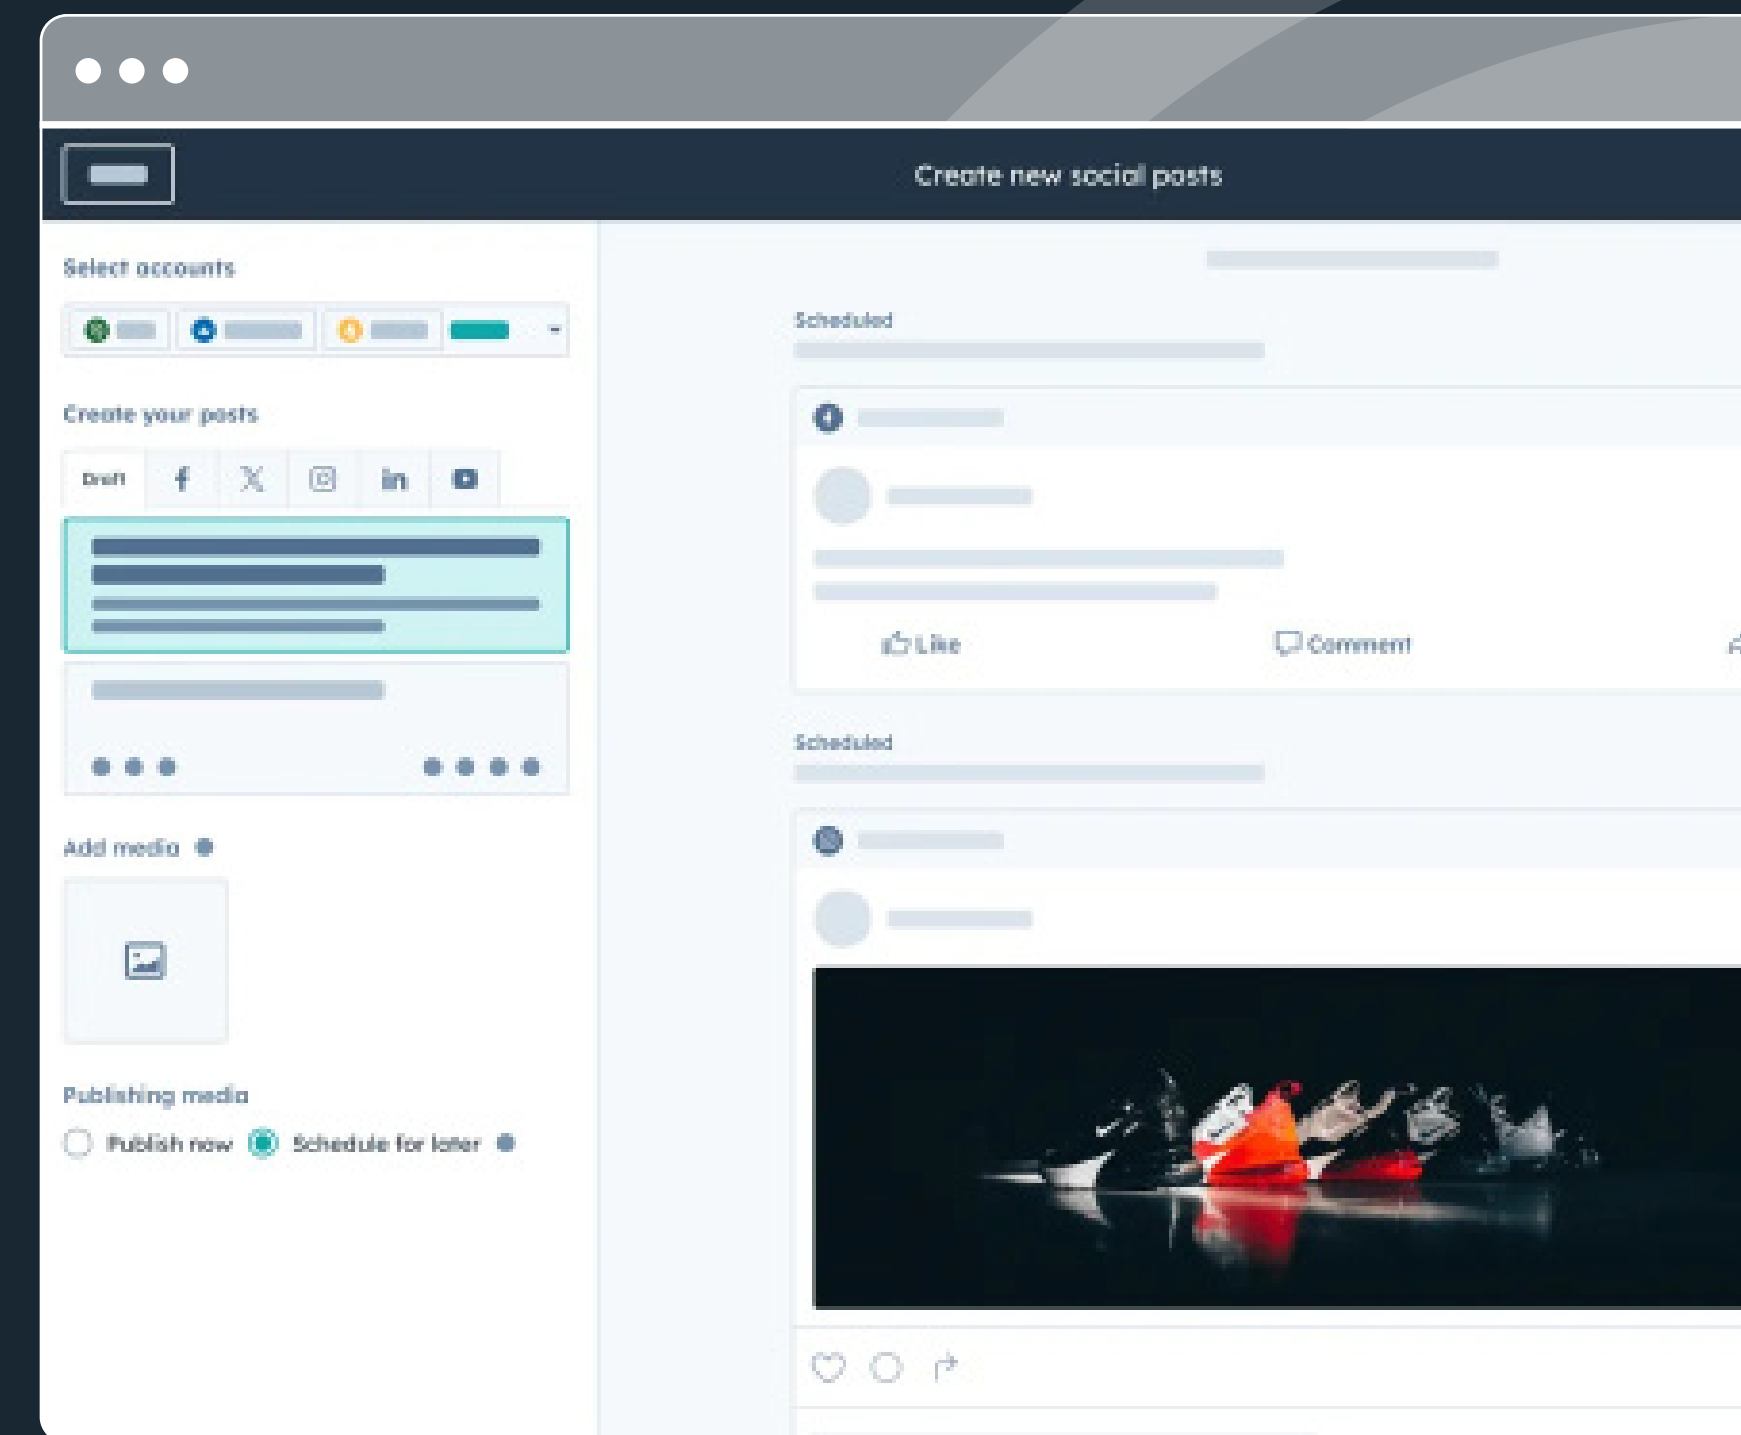 Create new social posts
Select accounts
Create your posts
Draft
Add media
Publishing media
Publish now
Schedule for later
Scheduled
Like
Comment
Scheduled